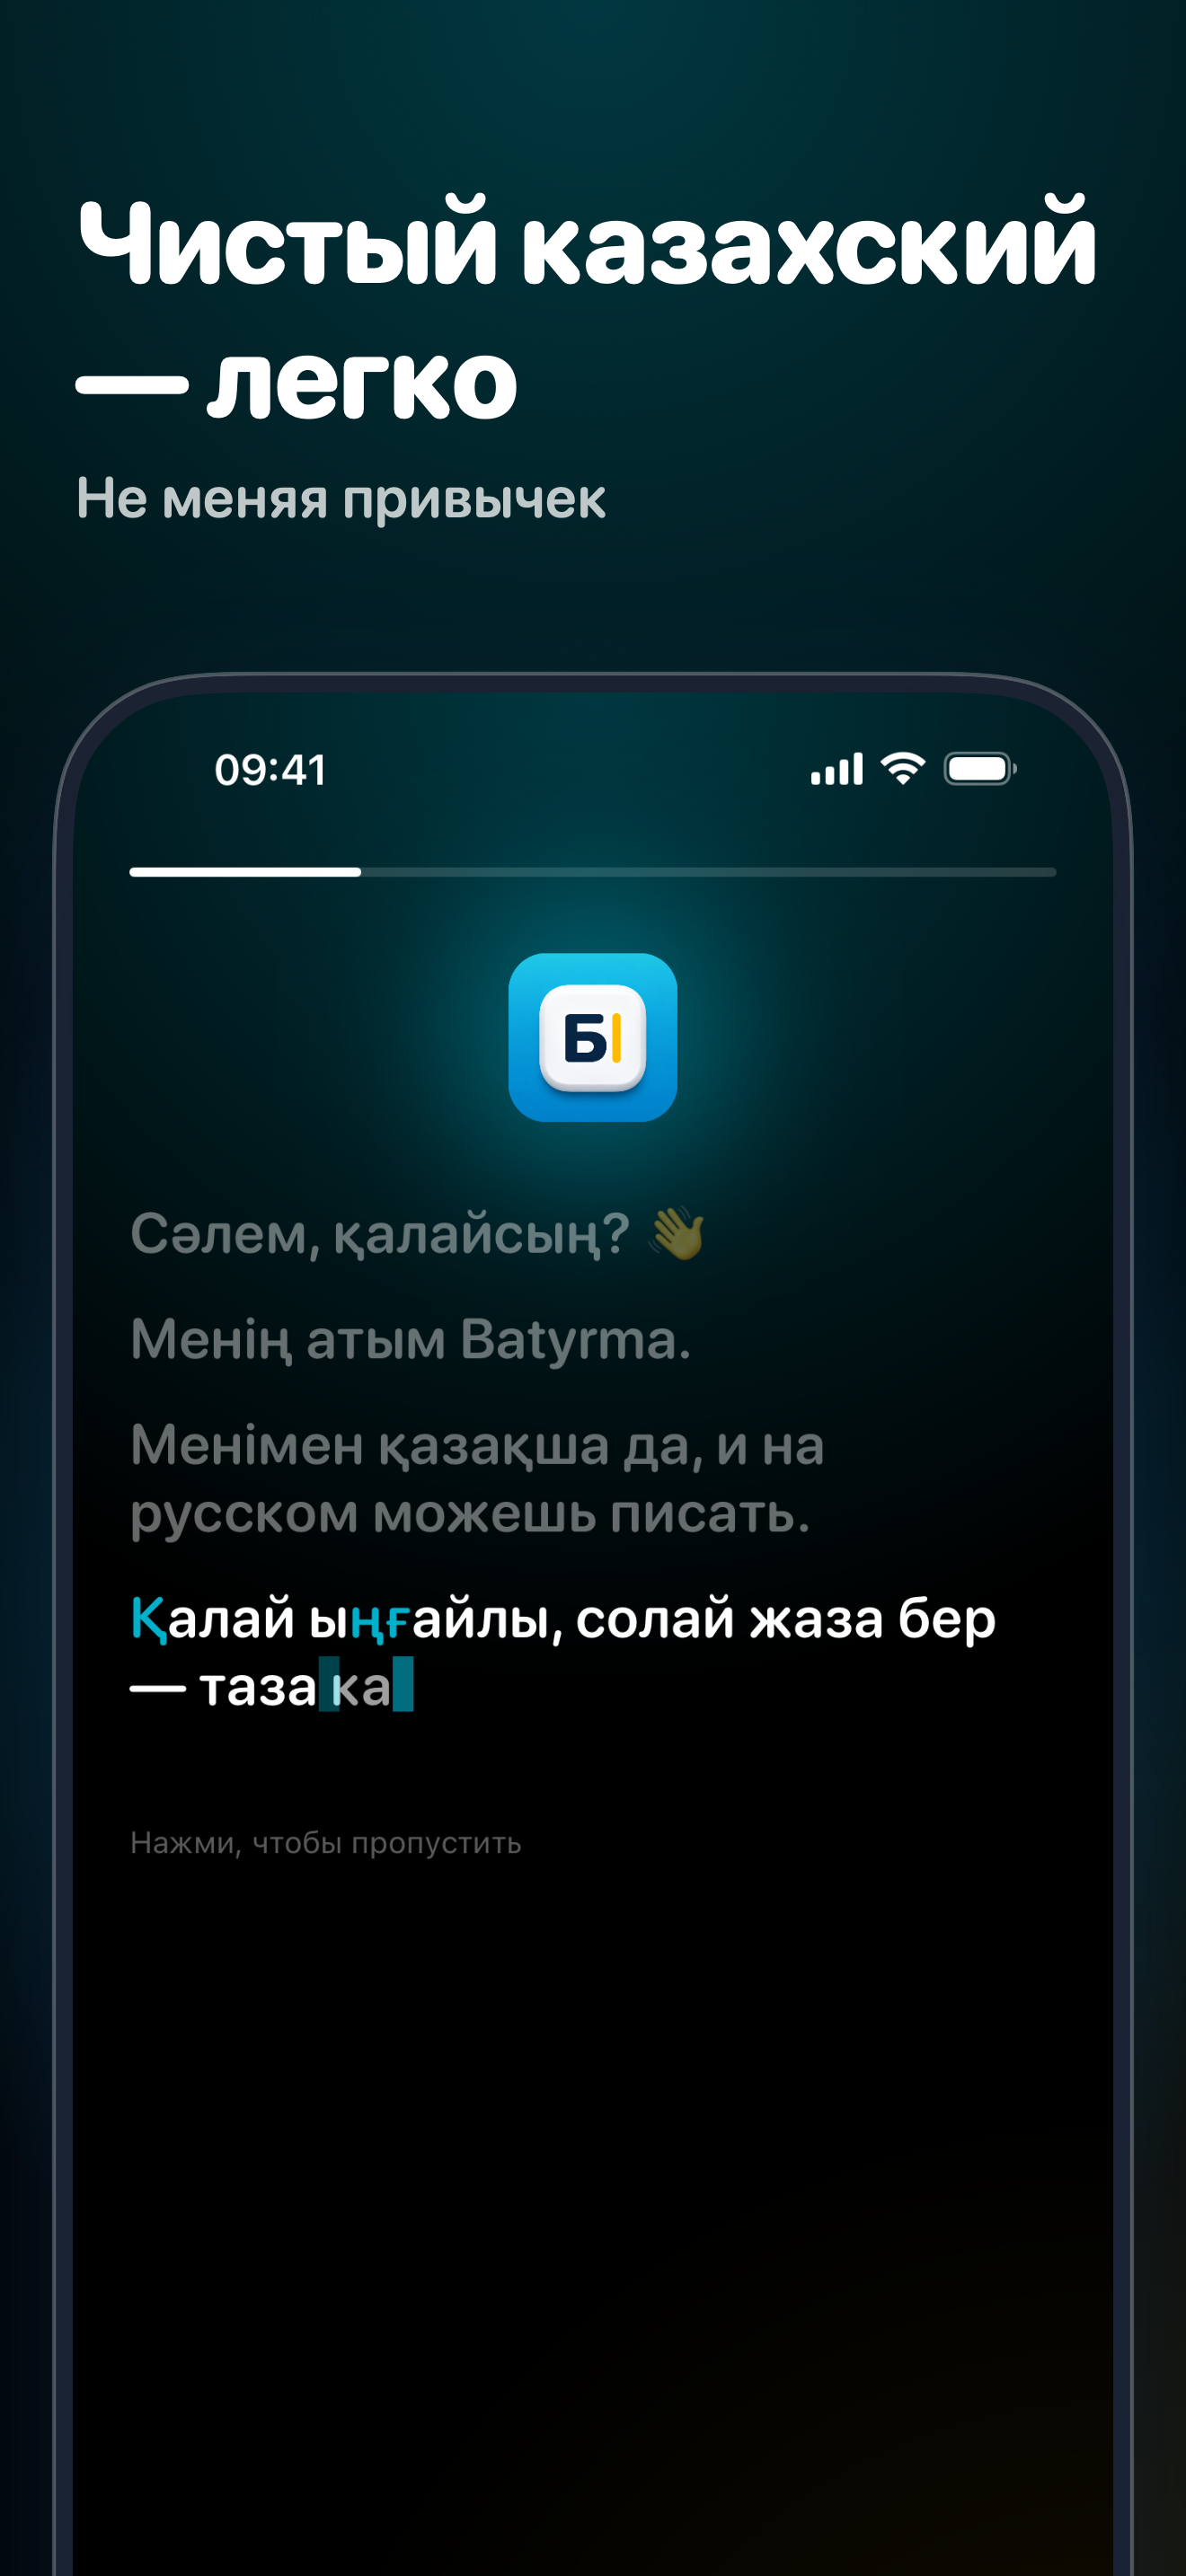 Чистый казахский
— легко
Не меняя привычек
09:41
Б
Сәлем, қалайсың? 👋
Менің атым Batyrma.
Менімен қазақша да, и на
русском можешь писать.
Қалай ыңғайлы, солай жаза бер
— таза ка
Нажми, чтобы пропустить